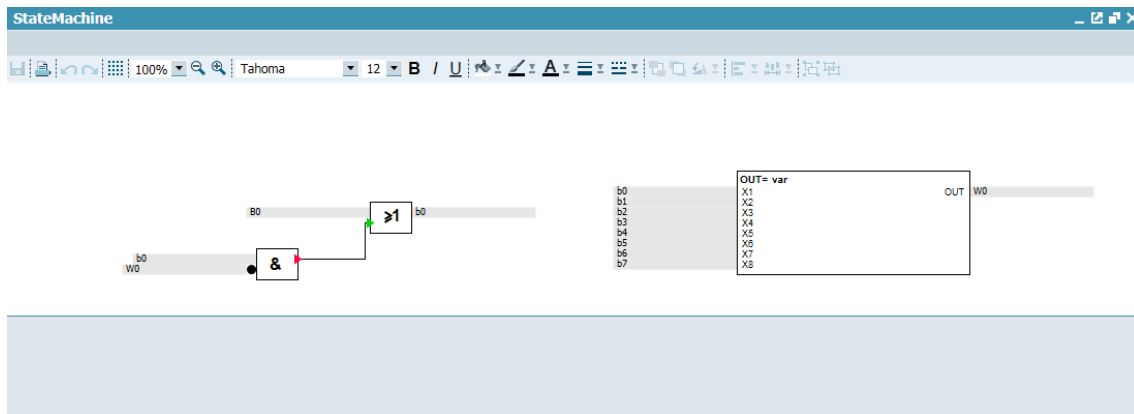 StateMachine
100% Tahoma 12 B I U A
B0 ≥1 b0
b0
W0 &
OUT= var
b0 X1 OUT W0
b1 X2
b2 X3
b3 X4
b4 X5
b5 X6
b6 X7
b7 X8